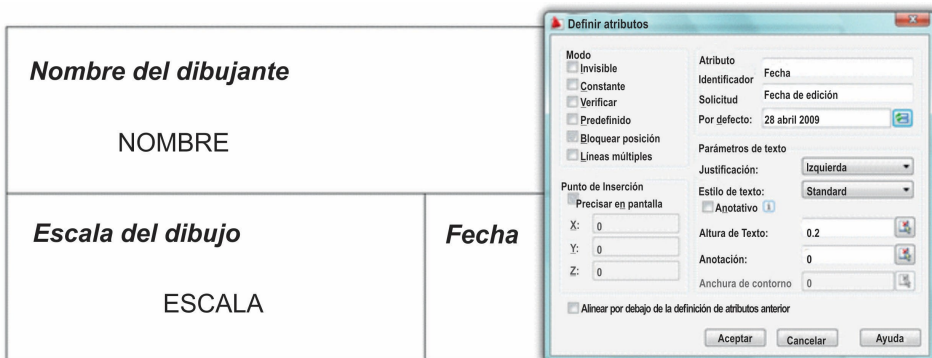 Nombre del dibujante
NOMBRE
Escala del dibujo
ESCALA
Fecha
Definir atributos
Modo
Invisible
Constante
Verificar
Predefinido
Bloquear posición
Líneas múltiples
Punto de Inserción
Precisar en pantalla
X: 0
Y: 0
Z: 0
Atributo
Identificador Fecha
Solicitud Fecha de edición
Por defecto: 28 abril 2009
Parámetros de texto
Justificación: Izquierda
Estilo de texto: Standard
Anotativo i
Altura de Texto: 0.2
Anotación: 0
Anchura de contorno 0
Alinear por debajo de la definición de atributos anterior
Aceptar Cancelar Ayuda